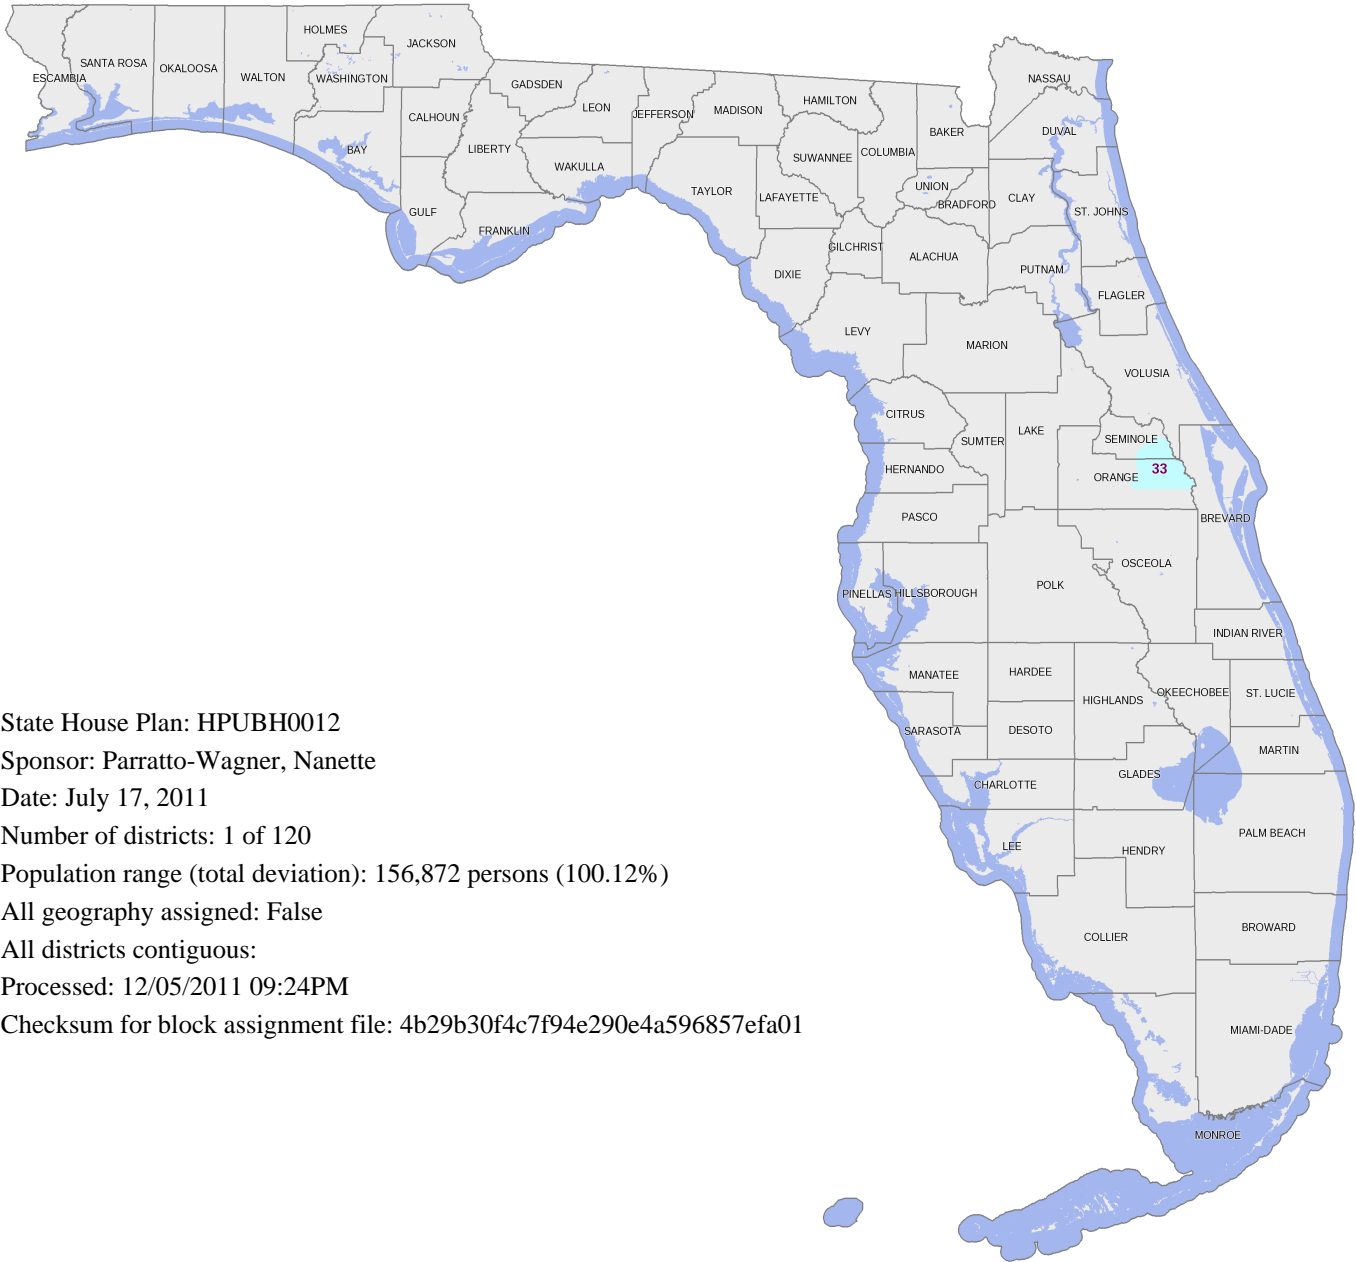 HOLMES
JACKSON
SANTA ROSA
OKALOOSA
ESCAMBIA
WALTON
WASHINGTON
GADSDEN
LEON
JEFFERSON
MADISON
HAMILTON
NASSAU
CALHOUN
BAY
LIBERTY
WAKULLA
TAYLOR
SUWANNEE
COLUMBIA
BAKER
DUVAL
LAFAYETTE
UNION
BRADFORD
CLAY
ST. JOHNS
GULF
FRANKLIN
DIXIE
GILCHRIST
ALACHUA
PUTNAM
FLAGLER
LEVY
MARION
VOLUSIA
CITRUS
SUMTER
LAKE
SEMINOLE
HERNANDO
ORANGE
33
PASCO
BREVARD
OSCEOLA
PINELLAS
HILLSBOROUGH
POLK
INDIAN RIVER
MANATEE
HARDEE
HIGHLANDS
OKEECHOBEE
ST. LUCIE
SARASOTA
DESOTO
MARTIN
CHARLOTTE
GLADES
LEE
HENDRY
PALM BEACH
COLLIER
BROWARD
MIAMI-DADE
MONROE
State House Plan: HPUBH0012
Sponsor: Parratto-Wagner, Nanette
Date: July 17, 2011
Number of districts: 1 of 120
Population range (total deviation): 156,872 persons (100.12%)
All geography assigned: False
All districts contiguous:
Processed: 12/05/2011 09:24PM
Checksum for block assignment file: 4b29b30f4c7f94e290e4a596857efa01